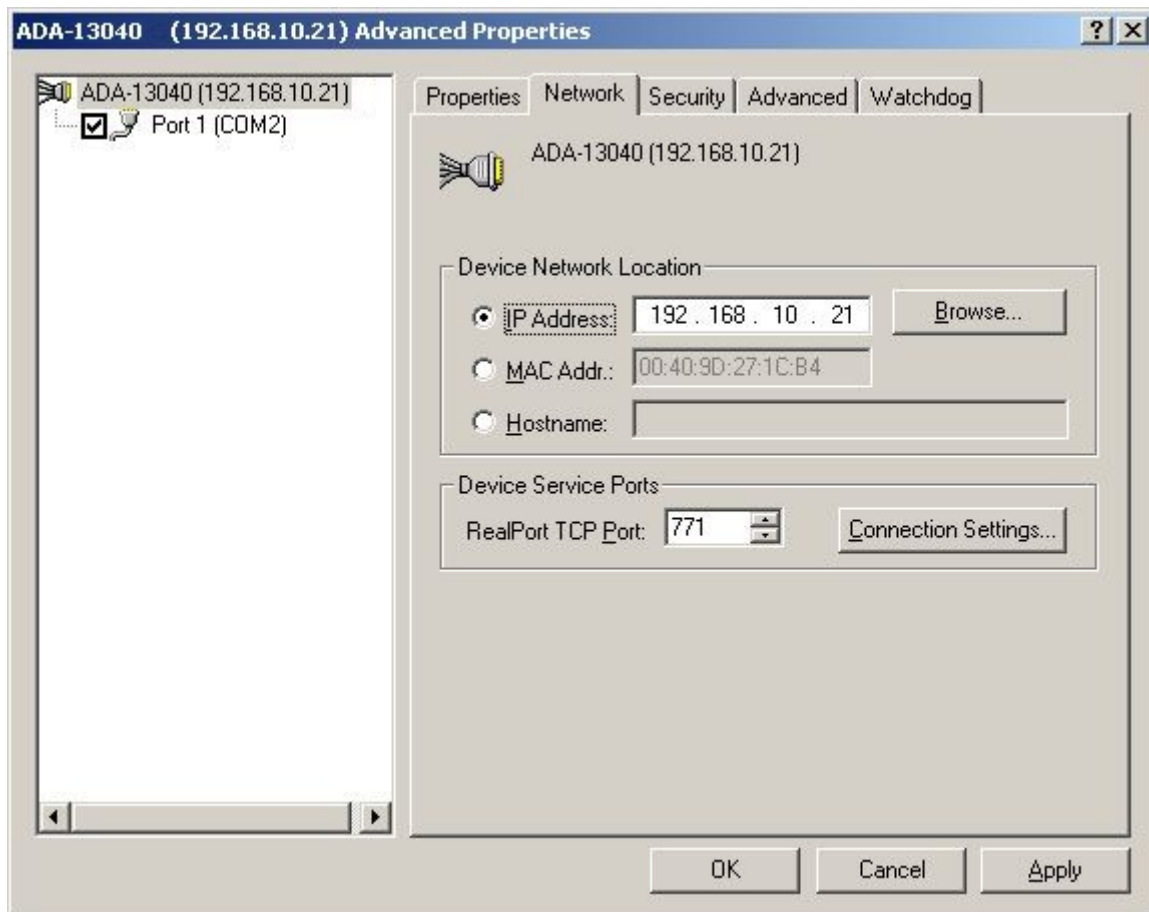 ADA-13040 (192.168.10.21) Advanced Properties
ADA-13040 (192.168.10.21)
Port 1 (COM2)
Properties Network Security Advanced Watchdog
ADA-13040 (192.168.10.21)
Device Network Location
IP Address: 192 . 168 . 10 . 21 Browse...
MAC Addr.: 00:40:9D:27:1C:B4
Hostname:
Device Service Ports
RealPort TCP Port: 771 Connection Settings...
OK Cancel Apply